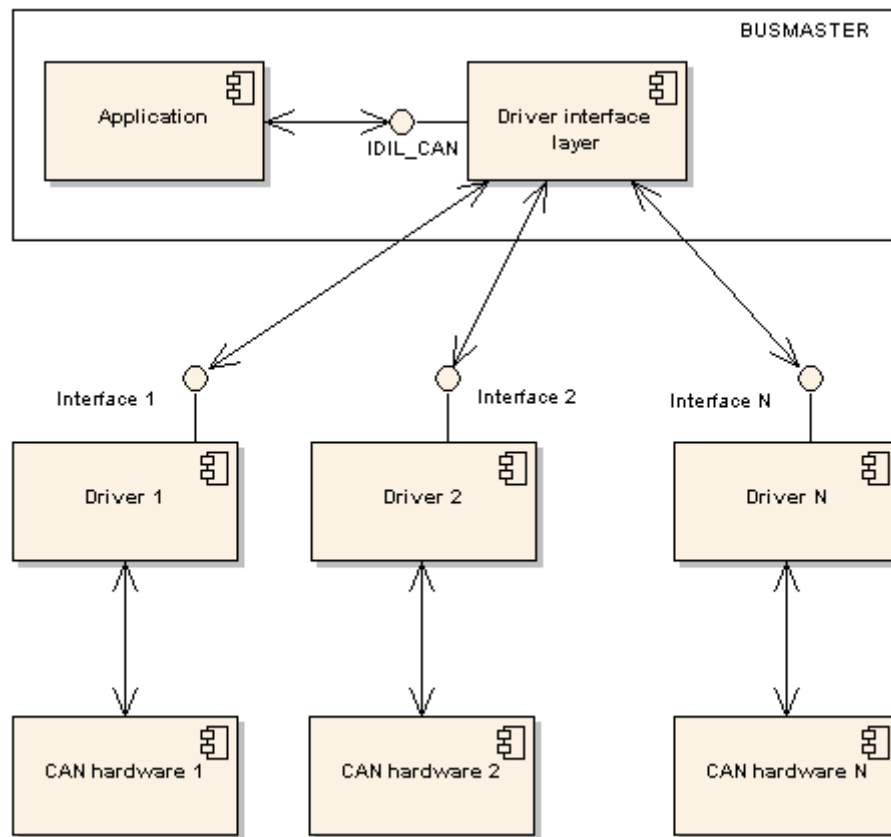 BUSMASTER
Application
Driver interface
layer
IDIL_CAN
Interface 1
Interface 2
Interface N
Driver 1
Driver 2
Driver N
CAN hardware 1
CAN hardware 2
CAN hardware N